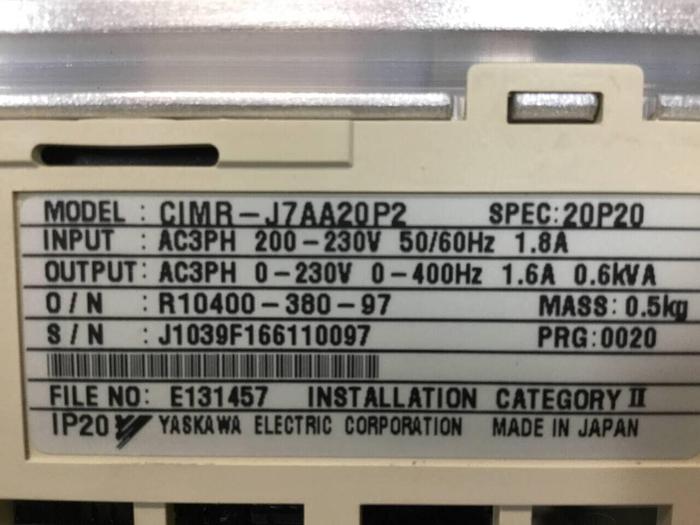 MODEL : CIMR-J7AA20P2 SPEC:20P20
INPUT : AC3PH 200-230V 50/60Hz 1.8A
OUTPUT: AC3PH 0-230V 0-400Hz 1.6A 0.6kVA
O/N : R10400-380-97 MASS: 0.5kg
S/N : J1039F166110097 PRG:0020
FILE NO: E131457 INSTALLATION CATEGORY II
IP20 YASKAWA ELECTRIC CORPORATION MADE IN JAPAN